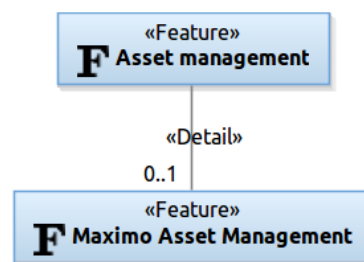 «Feature»
F Asset management
«Detail»
0..1
«Feature»
F Maximo Asset Management